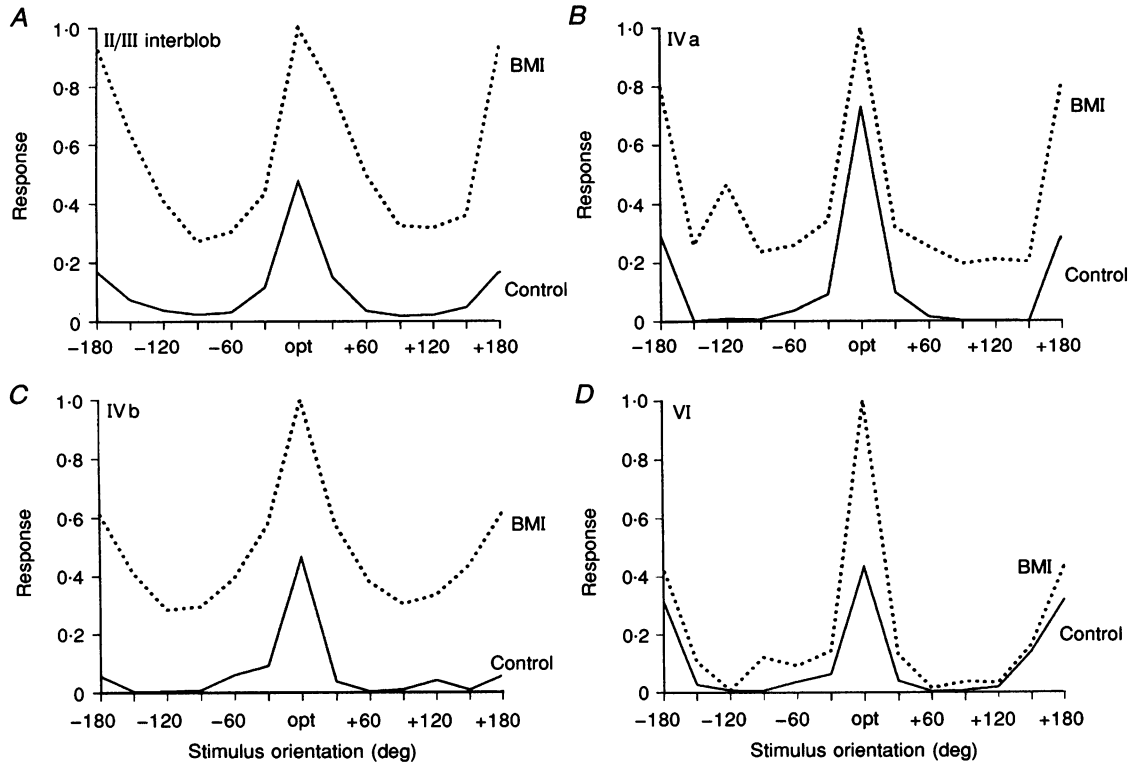 A
II/III interblob
1·0
0·8
0·6
0·4
0·2
0
Response
BMI
Control
-180 -120 -60 opt +60 +120 +180
B
IVa
1·0
0·8
0·6
0·4
0·2
0
Response
BMI
Control
-180 -120 -60 opt +60 +120 +180
C
IVb
1·0
0·8
0·6
0·4
0·2
0
Response
BMI
Control
-180 -120 -60 opt +60 +120 +180
Stimulus orientation (deg)
D
VI
1·0
0·8
0·6
0·4
0·2
0
Response
BMI
Control
-180 -120 -60 opt +60 +120 +180
Stimulus orientation (deg)